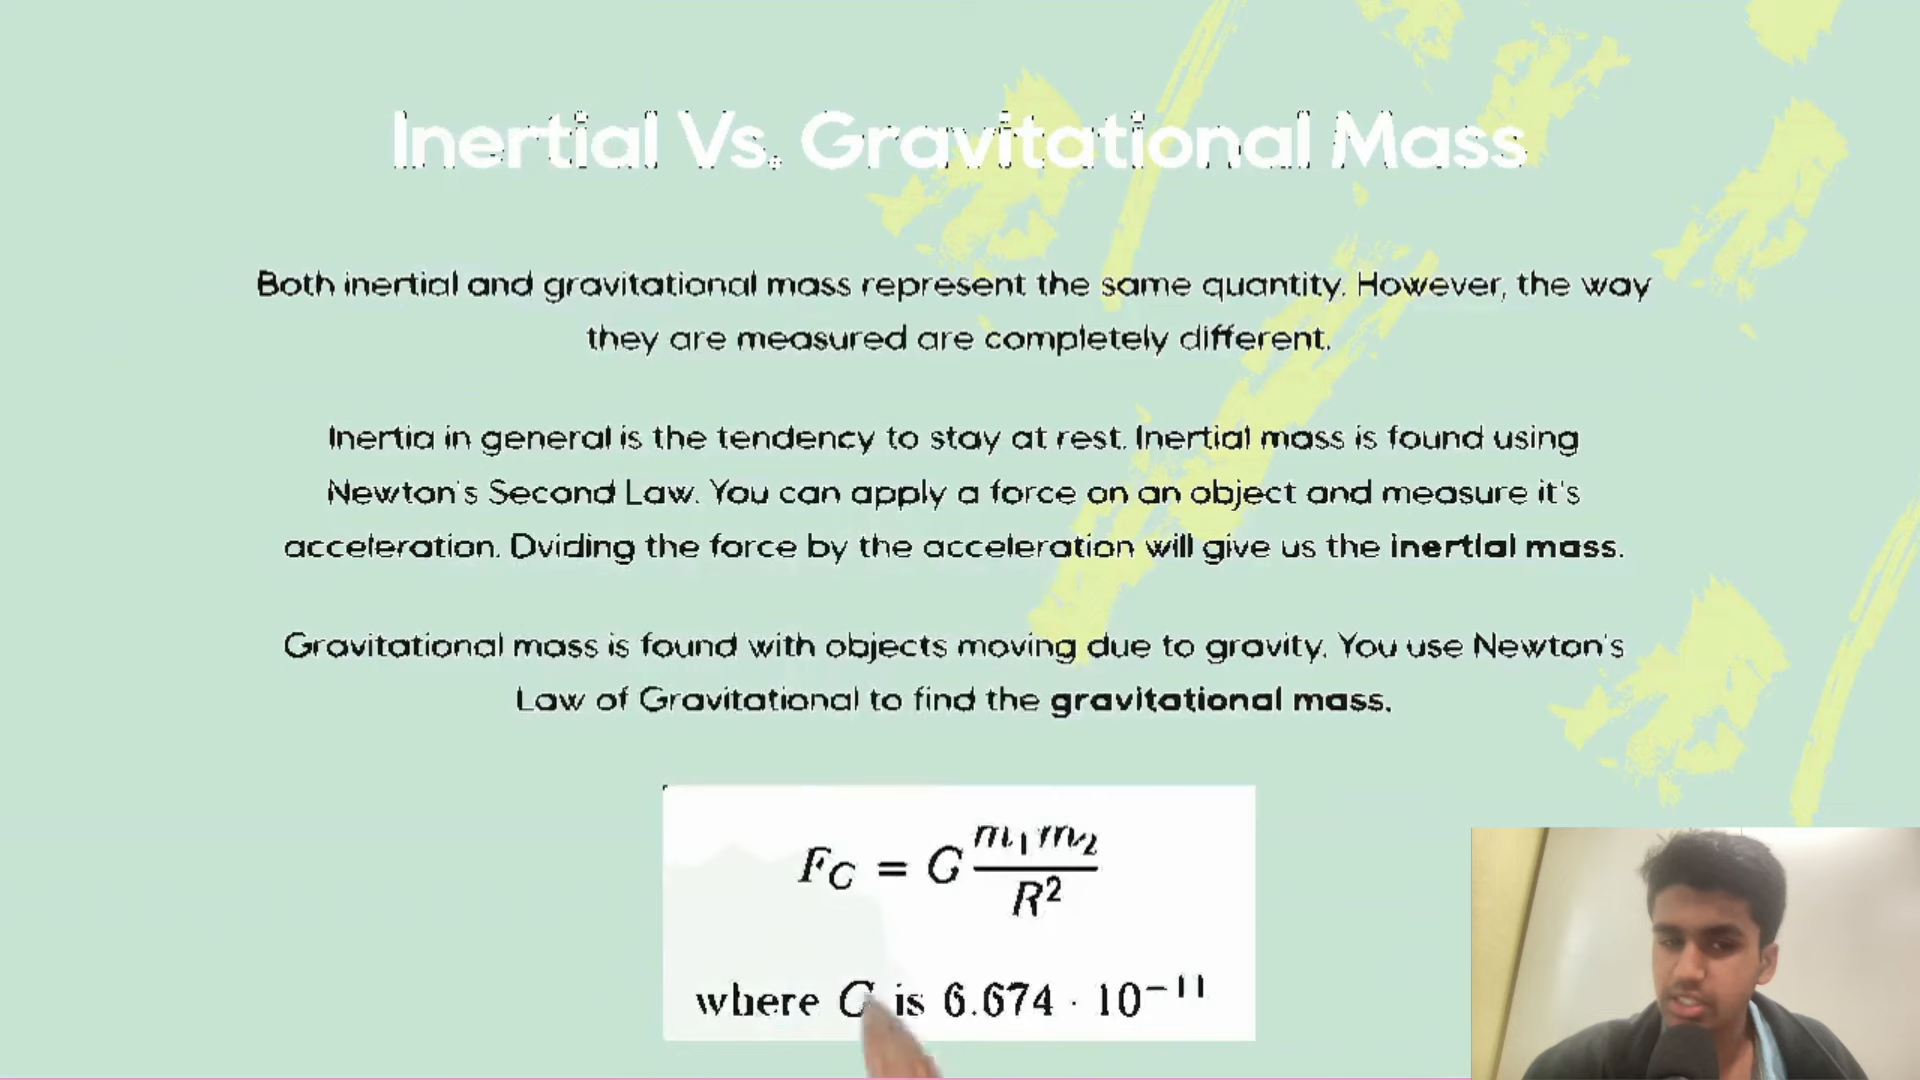 Inertial Vs. Gravitational Mass
Both inertial and gravitational mass represent the same quantity. However, the way
they are measured are completely different.
Inertia in general is the tendency to stay at rest. Inertial mass is found using
Newton's Second Law. You can apply a force on an object and measure it's
acceleration. Dviding the force by the acceleration will give us the inertial mass.
Gravitational mass is found with objects moving due to gravity. You use Newton's
Law of Gravitational to find the gravitational mass.
F_G = G \frac{m_1 m_2}{R^2}
where G is 6.674 · 10^{-11}